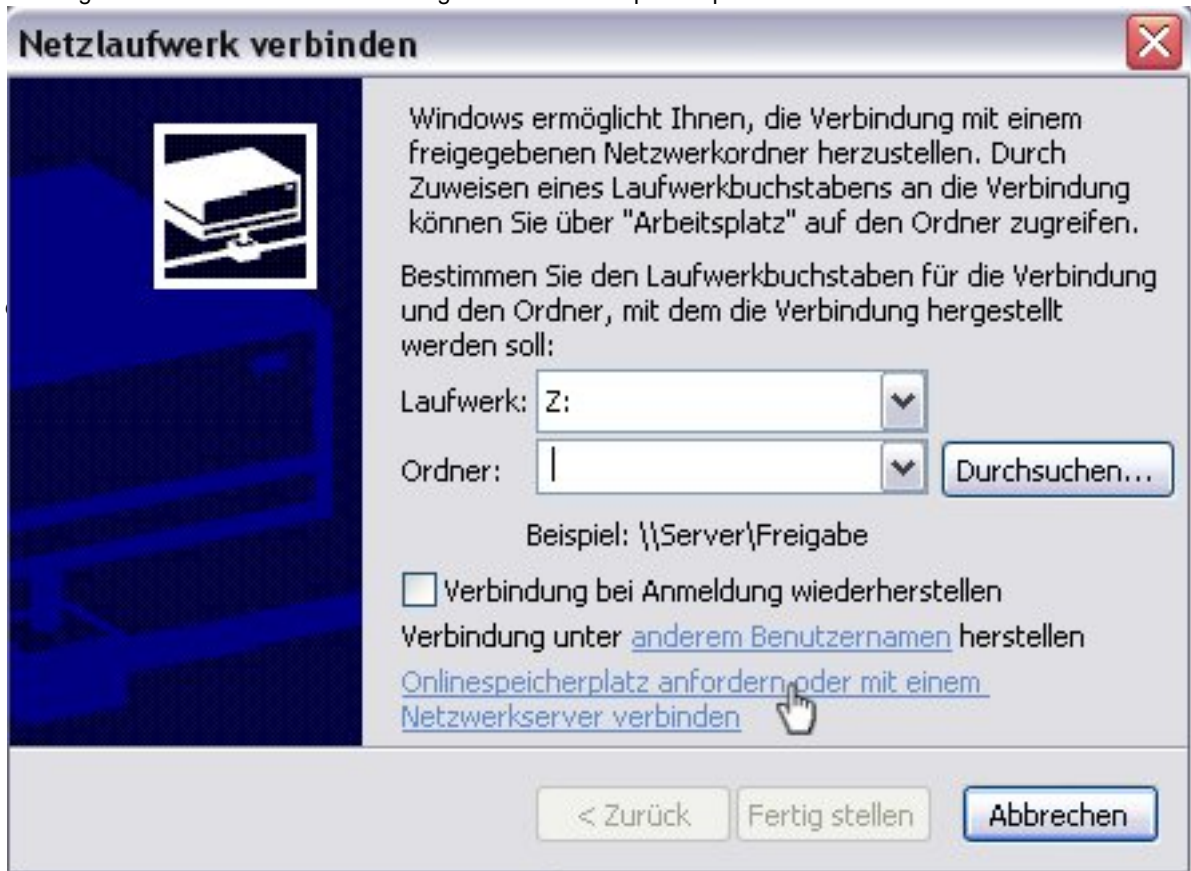 Netzlaufwerk verbinden
Windows ermöglicht Ihnen, die Verbindung mit einem
freigegebenen Netzwerkordner herzustellen. Durch
Zuweisen eines Laufwerkbuchstabens an die Verbindung
können Sie über "Arbeitsplatz" auf den Ordner zugreifen.
Bestimmen Sie den Laufwerkbuchstaben für die Verbindung
und den Ordner, mit dem die Verbindung hergestellt
werden soll:
Laufwerk: Z:
Ordner: Durchsuchen...
Beispiel: \\Server\Freigabe
Verbindung bei Anmeldung wiederherstellen
Verbindung unter anderem Benutzernamen herstellen
Onlinespeicherplatz anfordern oder mit einem
Netzwerkserver verbinden
< Zurück Fertig stellen Abbrechen